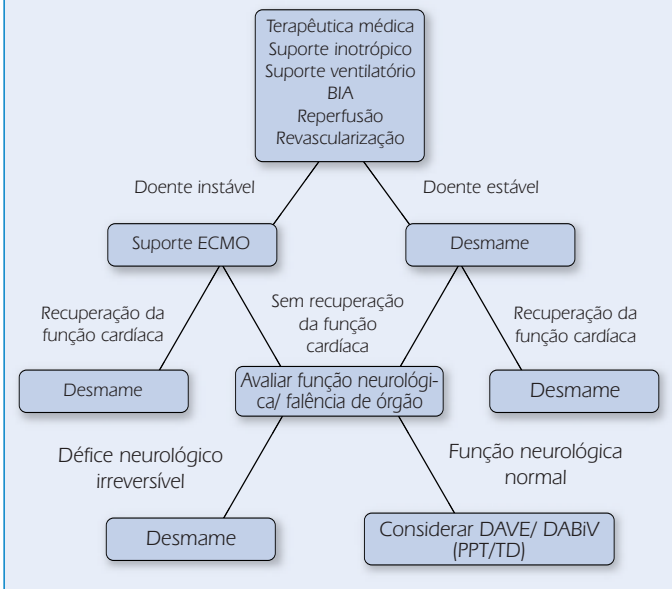 Terapêutica médica
Suporte inotrópico
Suporte ventilatório
BIA
Reperfusão
Revascularização
Doente instável
Doente estável
Suporte ECMO
Desmame
Recuperação da
função cardíaca
Sem recuperação
da função
cardíaca
Recuperação da
função cardíaca
Desmame
Avaliar função neurológi-
ca/ falência de órgão
Desmame
Défice neurológico
irreversível
Função neurológica
normal
Desmame
Considerar DAVE/ DABiV
(PPT/TD)